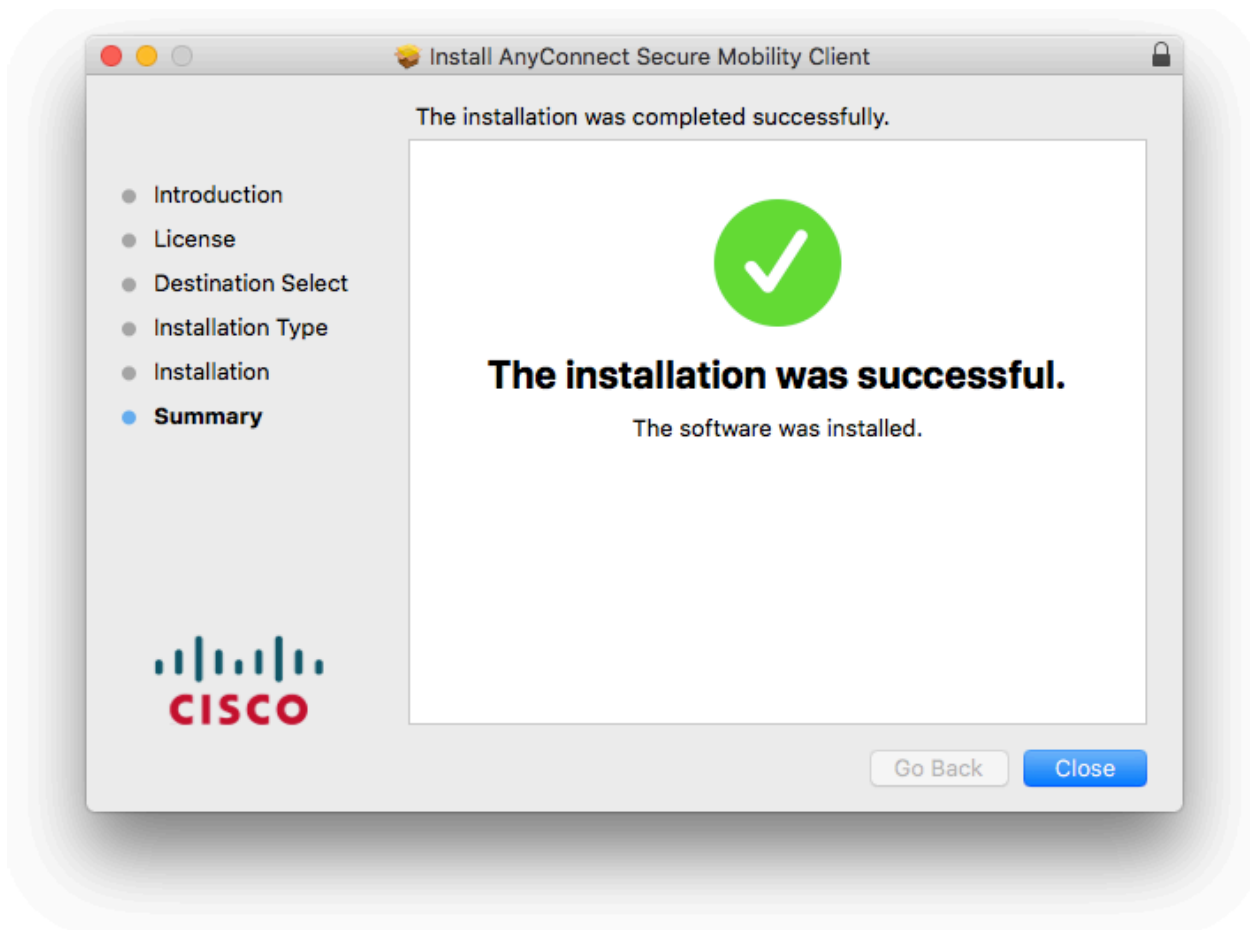 Install AnyConnect Secure Mobility Client
The installation was completed successfully.
Introduction
License
Destination Select
Installation Type
Installation
Summary
The installation was successful.
The software was installed.
CISCO
Go Back
Close